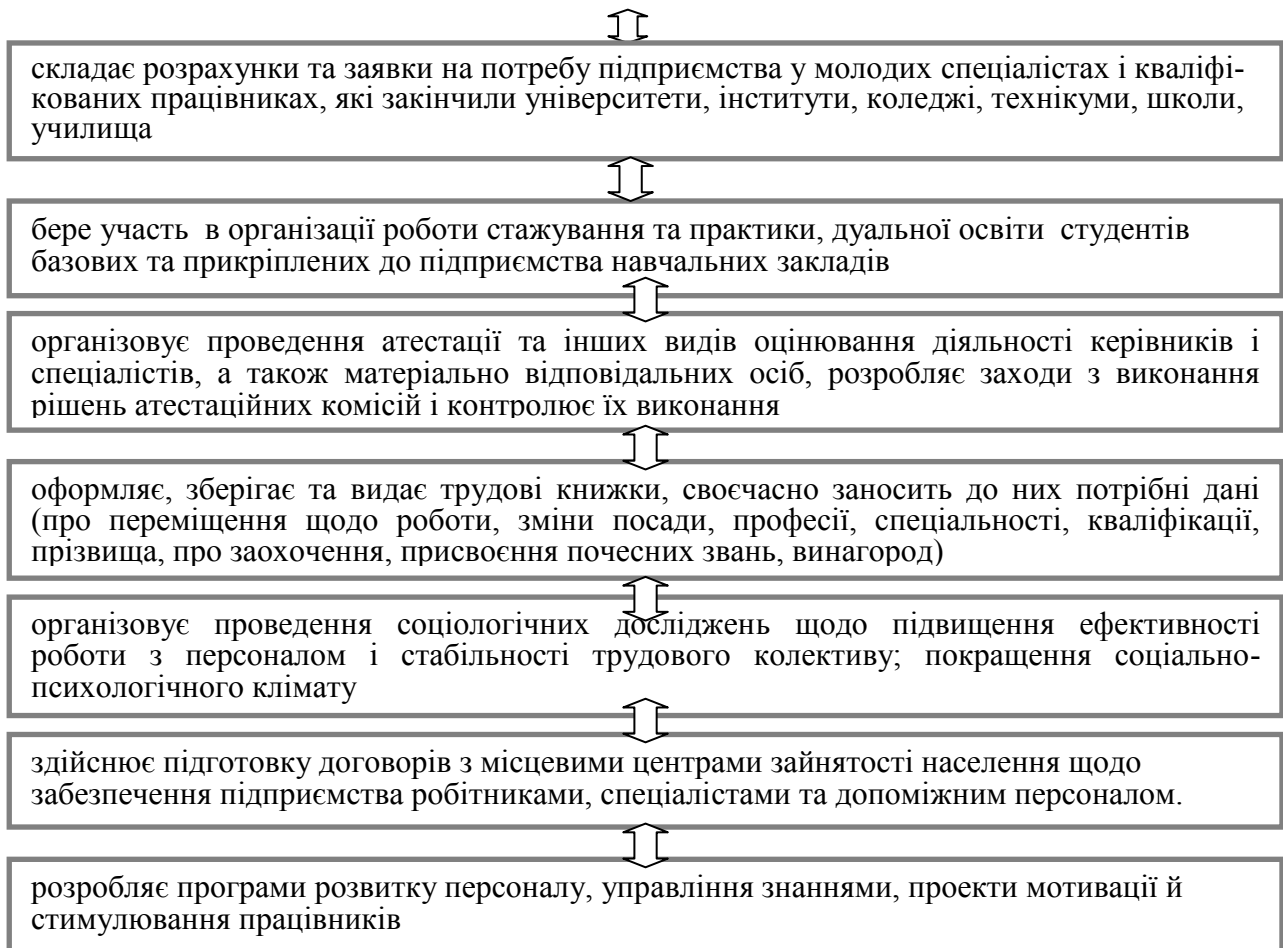 складає розрахунки та заявки на потребу підприємства у молодих спеціалістах і кваліфі-
кованих працівниках, які закінчили університети, інститути, коледжі, технікуми, школи,
училища
бере участь в організації роботи стажування та практики, дуальної освіти студентів
базових та прикріплених до підприємства навчальних закладів
організовує проведення атестації та інших видів оцінювання діяльності керівників і
спеціалістів, а також матеріально відповідальних осіб, розробляє заходи з виконання
рішень атестаційних комісій і контролює їх виконання
оформляє, зберігає та видає трудові книжки, своєчасно заносить до них потрібні дані
(про переміщення щодо роботи, зміни посади, професії, спеціальності, кваліфікації,
прізвища, про заохочення, присвоєння почесних звань, винагород)
організовує проведення соціологічних досліджень щодо підвищення ефективності
роботи з персоналом і стабільності трудового колективу; покращення соціально-
психологічного клімату
здійснює підготовку договорів з місцевими центрами зайнятості населення щодо
забезпечення підприємства робітниками, спеціалістами та допоміжним персоналом.
розробляє програми розвитку персоналу, управління знаннями, проекти мотивації й
стимулювання працівників